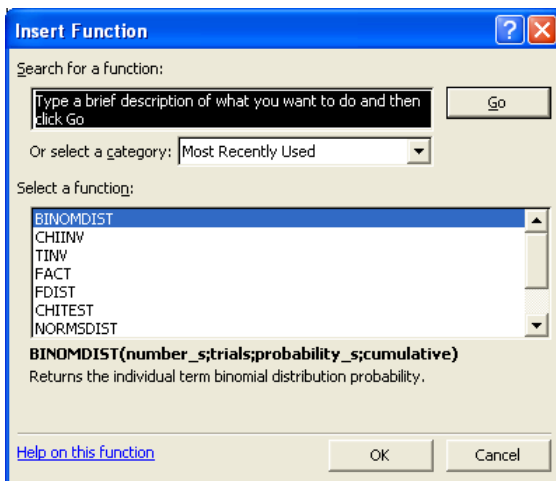 Insert Function
Search for a function:
Type a brief description of what you want to do and then
click Go
Go
Or select a category: Most Recently Used
Select a function:
BINOMDIST
CHIINV
TINV
FACT
FDIST
CHITEST
NORMSDIST
BINOMDIST(number_s;trials;probability_s;cumulative)
Returns the individual term binomial distribution probability.
Help on this function
OK
Cancel